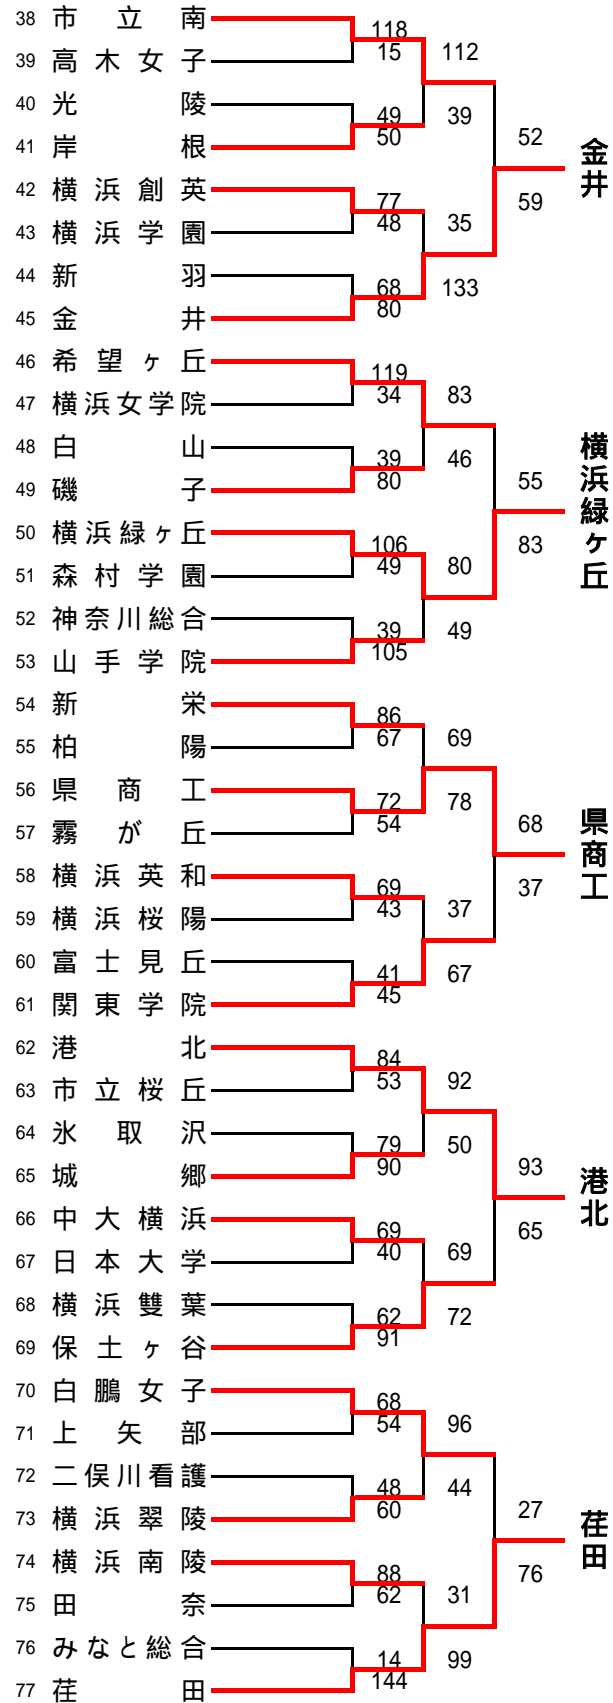 38 市立南
39 高木女子
118
15
112
40 光陵
41 岸根
49
50
39
52
金井
59
42 横浜創英
43 横浜学園
77
48
35
44 新羽
45 金井
68
80
133
46 希望ヶ丘
47 横浜女学院
119
34
83
48 白山
49 磯子
39
80
46
55
横浜緑ヶ丘
83
50 横浜緑ヶ丘
51 森村学園
106
49
80
52 神奈川総合
53 山手学院
39
105
49
54 新栄
55 柏陽
86
67
69
56 県商工
57 霧が丘
72
54
78
68
県商工
37
58 横浜英和
59 横浜桜陽
69
43
37
60 富士見丘
61 関東学院
41
45
67
62 港北
63 市立桜丘
84
53
92
64 氷取沢
65 城郷
79
90
50
93
港北
65
66 中大横浜
67 日本大学
69
40
69
68 横浜雙葉
69 保土ヶ谷
62
91
72
70 白鵬女子
71 上矢部
68
54
96
72 二俣川看護
73 横浜翠陵
48
60
44
27
荏田
76
74 横浜南陵
75 田奈
88
62
31
76 みなと総合
77 荏田
14
144
99